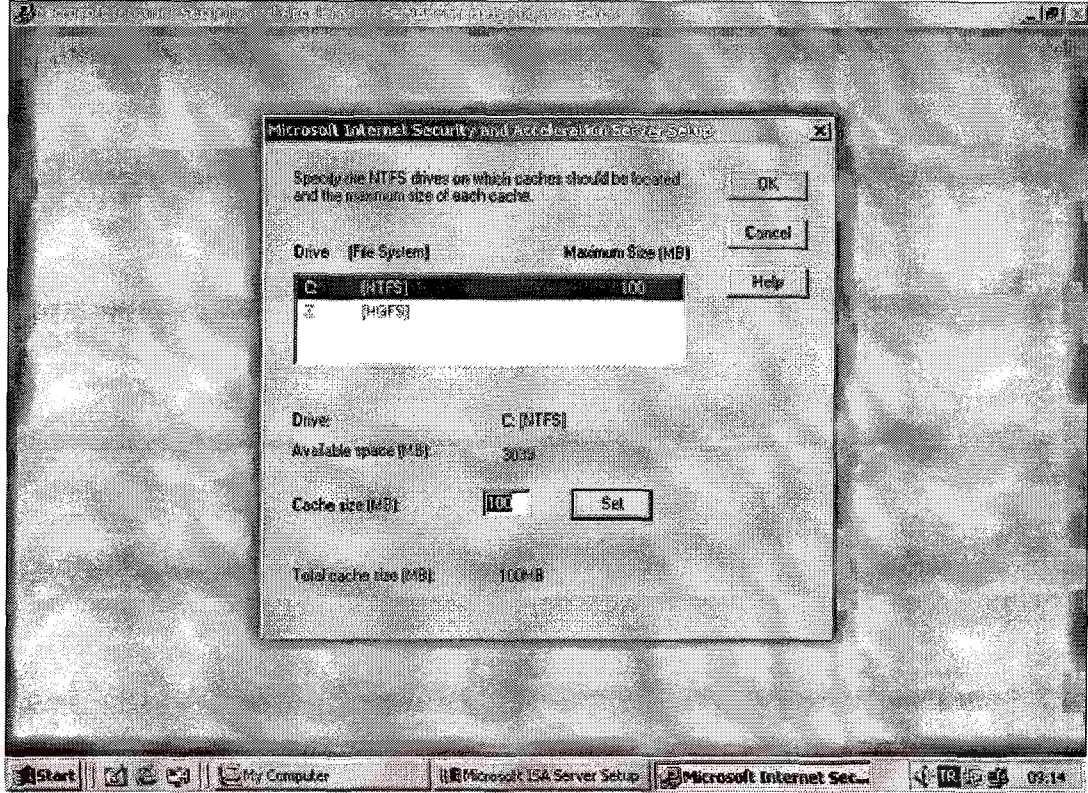 Microsoft Internet Security and Acceleration Server Setup
Specify the NTFS drives on which caches should be located
and the maximum size of each cache.
OK
Cancel
Help
Drive [File System] Maximum Size (MB)
C: [NTFS] 100
Z: [HGFS]
Drive: C: [NTFS]
Available space (MB): 3039
Cache size (MB): 100 Set
Total cache size (MB): 100MB
Start My Computer Microsoft ISA Server Setup Microsoft Internet Sec... TR 09:14